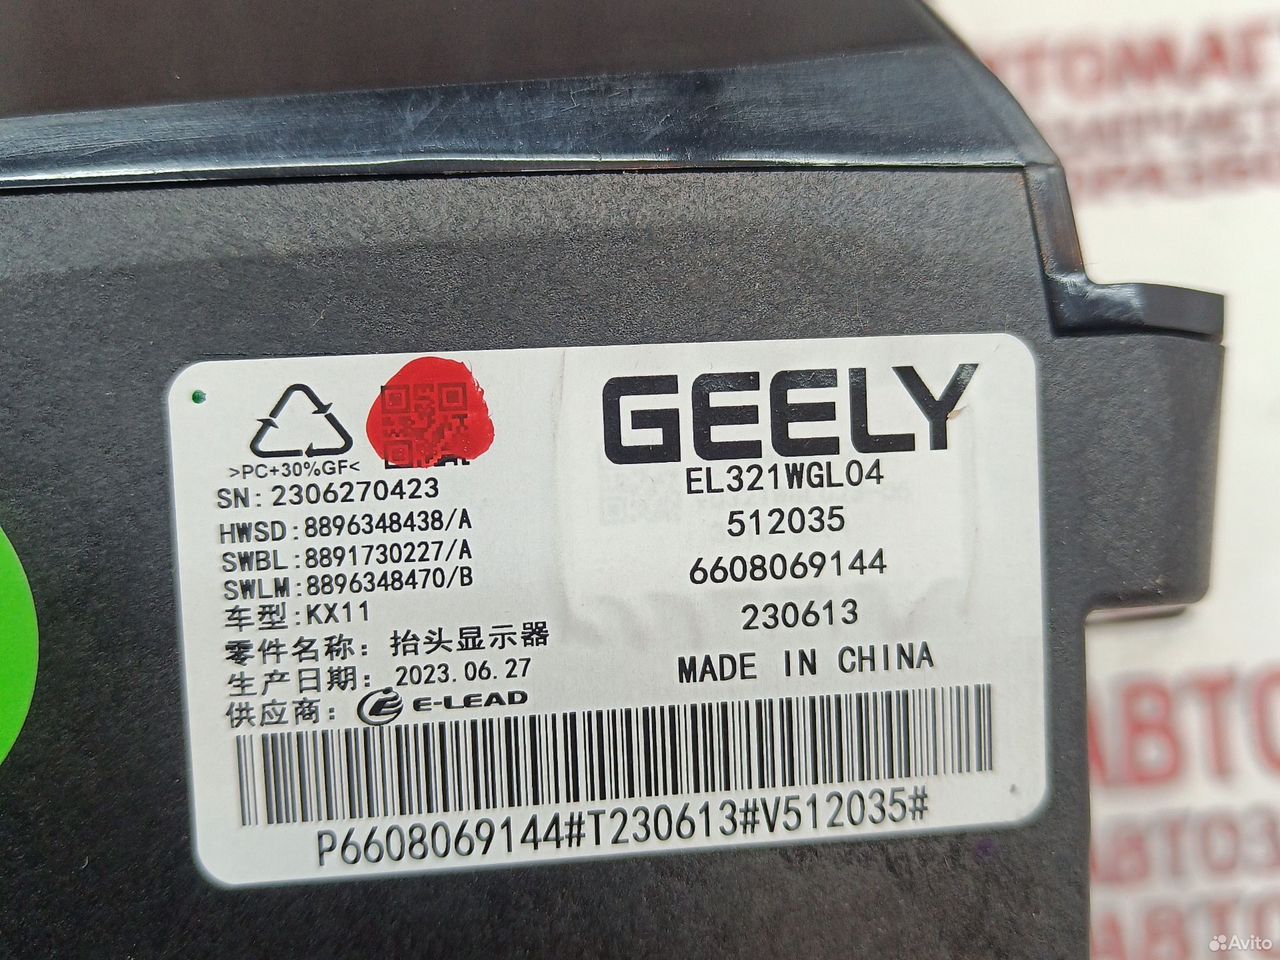 GEELY
EL321WGL04
512035
6608069144
230613
MADE IN CHINA
>PC+30%GF<
SN:2306270423
HWSD:8896348438/A
SWBL:8891730227/A
SWLM:8896348470/B
车型:KX11
零件名称：抬头显示器
生产日期：2023.06.27
供应商：E-LEAD
P6608069144#T230613#V512035#
Avito